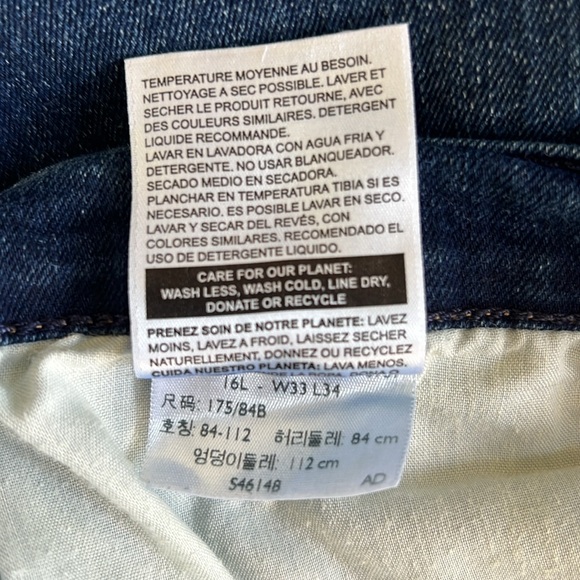 TEMPERATURE MOYENNE AU BESOIN.
NETTOYAGE A SEC POSSIBLE. LAVER ET
SECHER LE PRODUIT RETOURNE, AVEC
DES COULEURS SIMILAIRES. DETERGENT
LIQUIDE RECOMMANDE.
LAVAR EN LAVADORA CON AGUA FRIA Y
DETERGENTE. NO USAR BLANQUEADOR.
SECADO MEDIO EN SECADORA.
PLANCHAR EN TEMPERATURA TIBIA SI ES
NECESARIO. ES POSIBLE LAVAR EN SECO.
LAVAR Y SECAR DEL REVÉS, CON
COLORES SIMILARES. RECOMENDADO EL
USO DE DETERGENTE LIQUIDO.
CARE FOR OUR PLANET:
WASH LESS, WASH COLD, LINE DRY,
DONATE OR RECYCLE
PRENEZ SOIN DE NOTRE PLANETE: LAVEZ
MOINS, LAVEZ A FROID, LAISSEZ SECHER
NATURELLEMENT, DONNEZ OU RECYCLEZ
CUIDA NUESTRO PLANETA: LAVA MENOS,
16L - W33 L34
尺码: 175/84B
호칭: 84-112 허리둘레: 84 cm
엉덩이둘레: 112 cm
S4614B AD